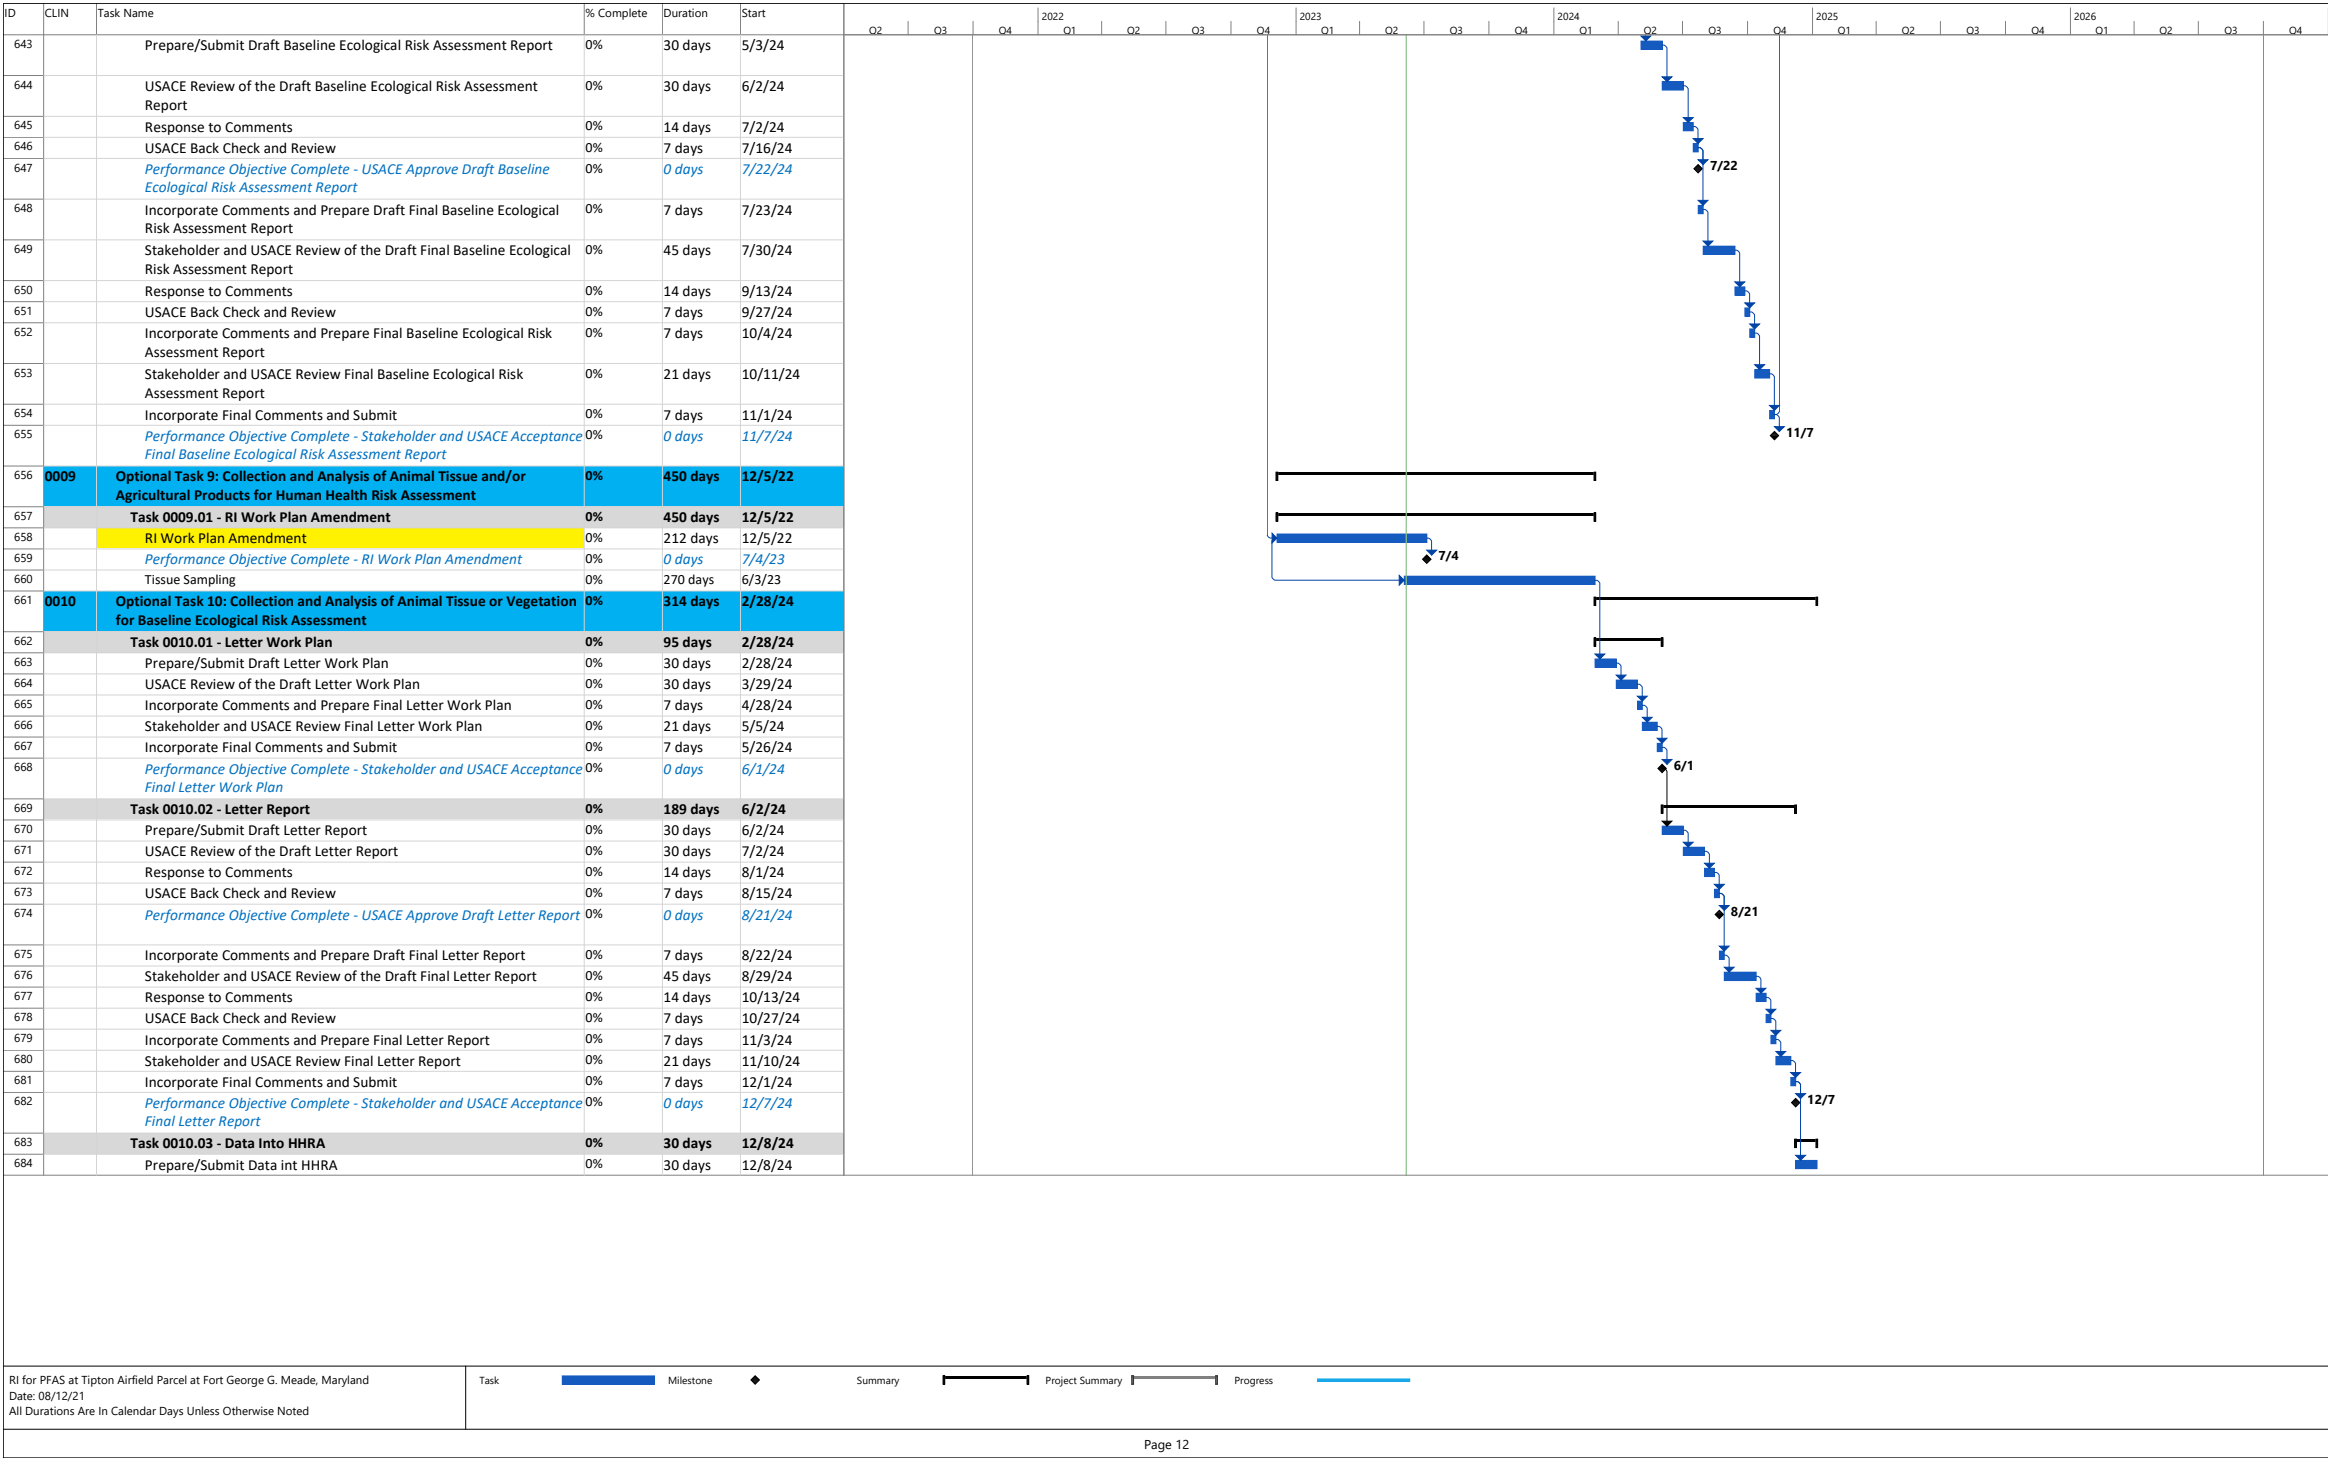 ID CLIN Task Name % Complete Duration Start
2022 2023 2024 2025 2026
Q2 Q3 Q4 Q1 Q2 Q3 Q4 Q1 Q2 Q3 Q4 Q1 Q2 Q3 Q4 Q1 Q2 Q3 Q4 Q1 Q2 Q3 Q4
643 Prepare/Submit Draft Baseline Ecological Risk Assessment Report 0% 30 days 5/3/24
644 USACE Review of the Draft Baseline Ecological Risk Assessment 0% 30 days 6/2/24
Report
645 Response to Comments 0% 14 days 7/2/24
646 USACE Back Check and Review 0% 7 days 7/16/24
647 Performance Objective Complete - USACE Approve Draft Baseline 0% 0 days 7/22/24 7/22
Ecological Risk Assessment Report
648 Incorporate Comments and Prepare Draft Final Baseline Ecological 0% 7 days 7/23/24
Risk Assessment Report
649 Stakeholder and USACE Review of the Draft Final Baseline Ecological 0% 45 days 7/30/24
Risk Assessment Report
650 Response to Comments 0% 14 days 9/13/24
651 USACE Back Check and Review 0% 7 days 9/27/24
652 Incorporate Comments and Prepare Final Baseline Ecological Risk 0% 7 days 10/4/24
Assessment Report
653 Stakeholder and USACE Review Final Baseline Ecological Risk 0% 21 days 10/11/24
Assessment Report
654 Incorporate Final Comments and Submit 0% 7 days 11/1/24
655 Performance Objective Complete - Stakeholder and USACE Acceptance 0% 0 days 11/7/24 11/7
Final Baseline Ecological Risk Assessment Report
656 0009 Optional Task 9: Collection and Analysis of Animal Tissue and/or 0% 450 days 12/5/22
Agricultural Products for Human Health Risk Assessment
657 Task 0009.01 - RI Work Plan Amendment 0% 450 days 12/5/22
658 RI Work Plan Amendment 0% 212 days 12/5/22
659 Performance Objective Complete - RI Work Plan Amendment 0% 0 days 7/4/23 7/4
660 Tissue Sampling 0% 270 days 6/3/23
661 0010 Optional Task 10: Collection and Analysis of Animal Tissue or Vegetation 0% 314 days 2/28/24
for Baseline Ecological Risk Assessment
662 Task 0010.01 - Letter Work Plan 0% 95 days 2/28/24
663 Prepare/Submit Draft Letter Work Plan 0% 30 days 2/28/24
664 USACE Review of the Draft Letter Work Plan 0% 30 days 3/29/24
665 Incorporate Comments and Prepare Final Letter Work Plan 0% 7 days 4/28/24
666 Stakeholder and USACE Review Final Letter Work Plan 0% 21 days 5/5/24
667 Incorporate Final Comments and Submit 0% 7 days 5/26/24
668 Performance Objective Complete - Stakeholder and USACE Acceptance 0% 0 days 6/1/24 6/1
Final Letter Work Plan
669 Task 0010.02 - Letter Report 0% 189 days 6/2/24
670 Prepare/Submit Draft Letter Report 0% 30 days 6/2/24
671 USACE Review of the Draft Letter Report 0% 30 days 7/2/24
672 Response to Comments 0% 14 days 8/1/24
673 USACE Back Check and Review 0% 7 days 8/15/24
674 Performance Objective Complete - USACE Approve Draft Letter Report 0% 0 days 8/21/24 8/21
675 Incorporate Comments and Prepare Draft Final Letter Report 0% 7 days 8/22/24
676 Stakeholder and USACE Review of the Draft Final Letter Report 0% 45 days 8/29/24
677 Response to Comments 0% 14 days 10/13/24
678 USACE Back Check and Review 0% 7 days 10/27/24
679 Incorporate Comments and Prepare Final Letter Report 0% 7 days 11/3/24
680 Stakeholder and USACE Review Final Letter Report 0% 21 days 11/10/24
681 Incorporate Final Comments and Submit 0% 7 days 12/1/24
682 Performance Objective Complete - Stakeholder and USACE Acceptance 0% 0 days 12/7/24 12/7
Final Letter Report
683 Task 0010.03 - Data Into HHRA 0% 30 days 12/8/24
684 Prepare/Submit Data int HHRA 0% 30 days 12/8/24
RI for PFAS at Tipton Airfield Parcel at Fort George G. Meade, Maryland
Date: 08/12/21
All Durations Are In Calendar Days Unless Otherwise Noted
Task Milestone Summary Project Summary Progress
Page 12